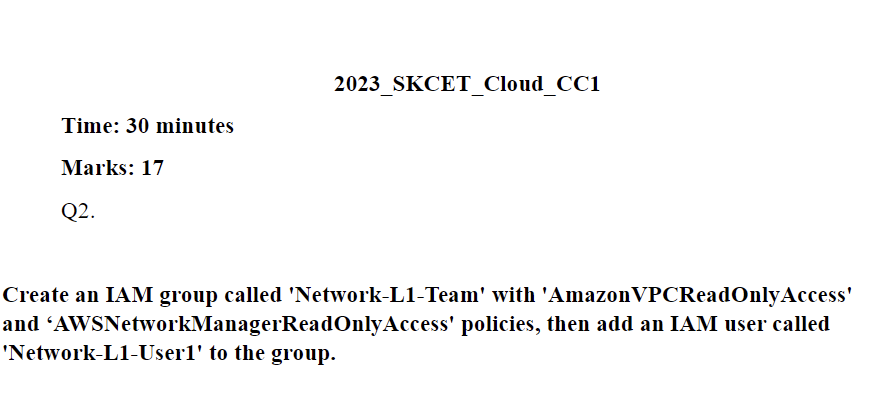 2023_SKCET_Cloud_CC1
Time: 30 minutes
Marks: 17
Q2.
Create an IAM group called 'Network-L1-Team' with 'AmazonVPCReadOnlyAccess'
and ‘AWSNetworkManagerReadOnlyAccess' policies, then add an IAM user called
'Network-L1-User1' to the group.